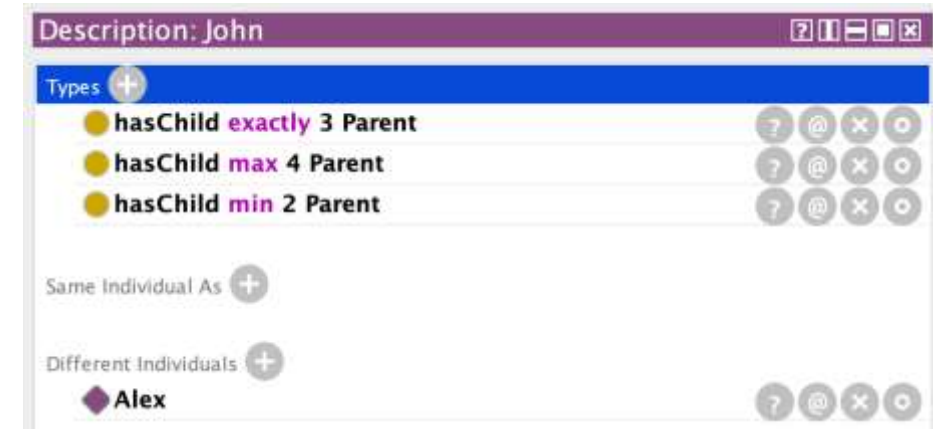 Description: John
Types
hasChild exactly 3 Parent
hasChild max 4 Parent
hasChild min 2 Parent
Same Individual As
Different Individuals
Alex